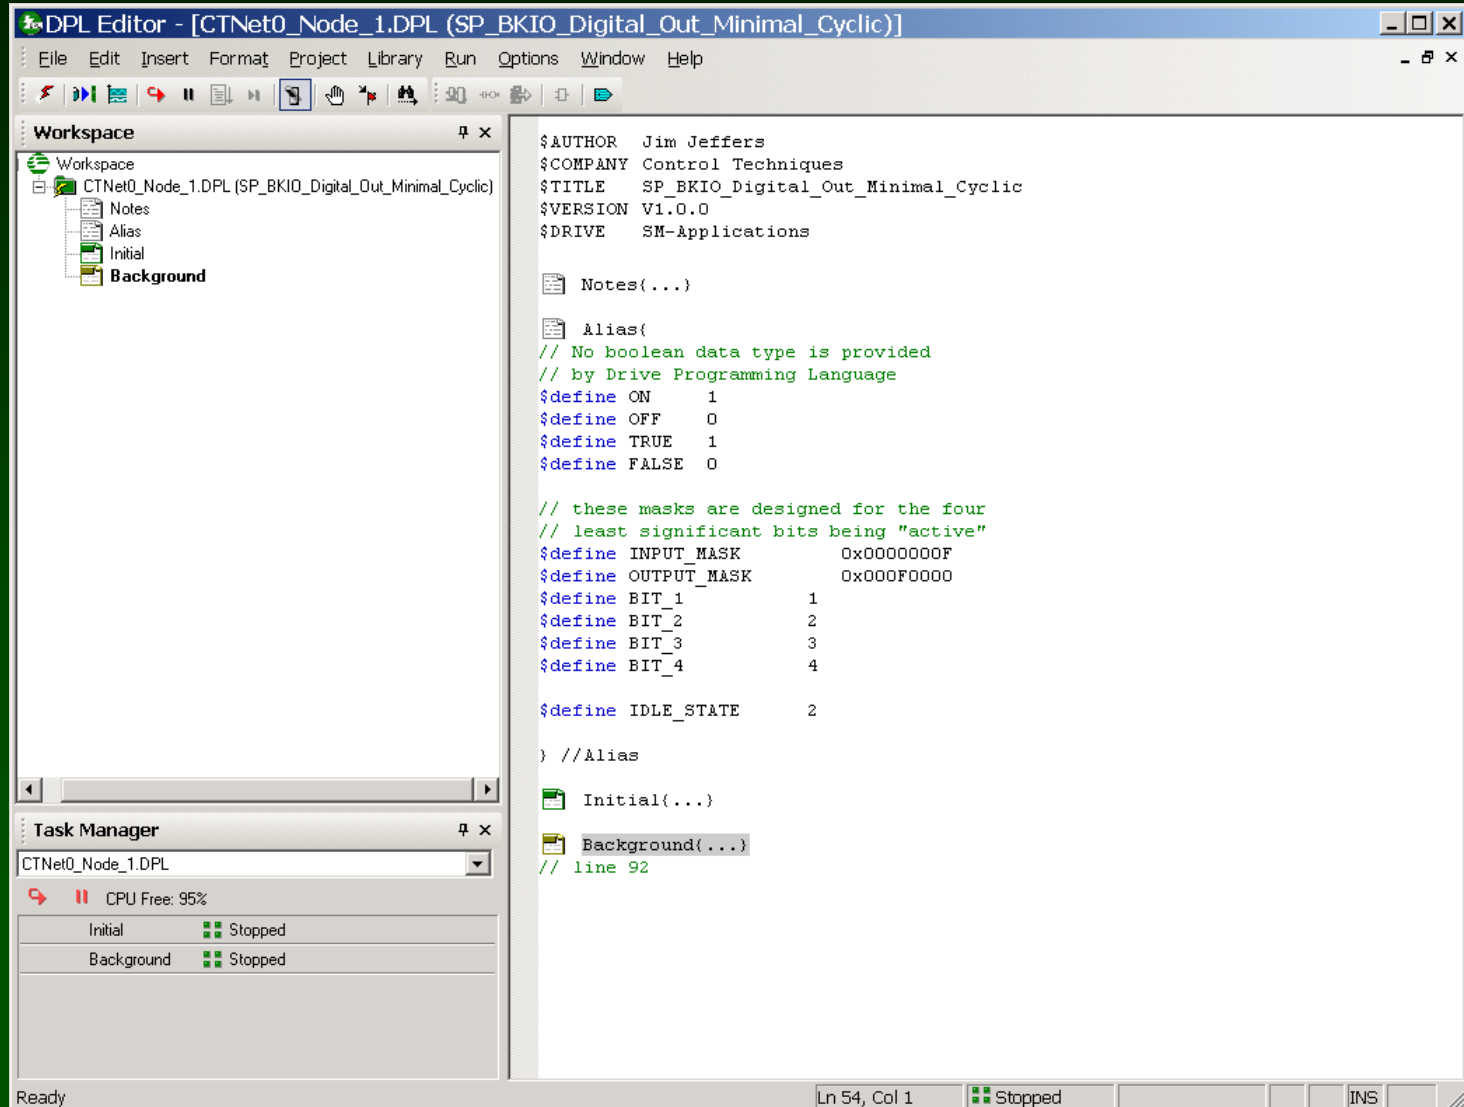 DPL Editor - [CTNet0_Node_1.DPL (SP_BKIO_Digital_Out_Minimal_Cyclic)]
File Edit Insert Format Project Library Run Options Window Help
Workspace
Workspace
CTNet0_Node_1.DPL (SP_BKIO_Digital_Out_Minimal_Cyclic)
Notes
Alias
Initial
Background
Task Manager
CTNet0_Node_1.DPL
CPU Free: 95%
Initial Stopped
Background Stopped
$AUTHOR Jim Jeffers
$COMPANY Control Techniques
$TITLE SP_BKIO_Digital_Out_Minimal_Cyclic
$VERSION V1.0.0
$DRIVE SM-Applications
Notes{...}
Alias{
// No boolean data type is provided
// by Drive Programming Language
$define ON 1
$define OFF 0
$define TRUE 1
$define FALSE 0
// these masks are designed for the four
// least significant bits being "active"
$define INPUT_MASK 0x0000000F
$define OUTPUT_MASK 0x000F0000
$define BIT_1 1
$define BIT_2 2
$define BIT_3 3
$define BIT_4 4
$define IDLE_STATE 2
} //Alias
Initial{...}
Background{...}
// line 92
Ready Ln 54, Col 1 Stopped INS